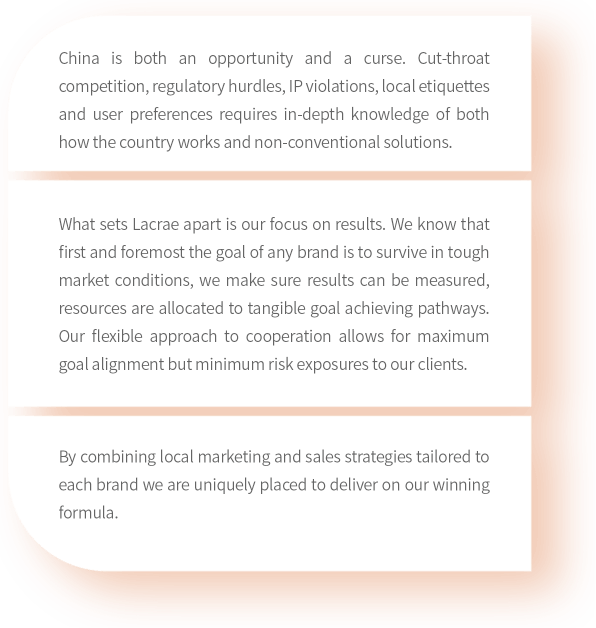 China is both an opportunity and a curse. Cut-throat
competition, regulatory hurdles, IP violations, local etiquettes
and user preferences requires in-depth knowledge of both
how the country works and non-conventional solutions.
What sets Lacrae apart is our focus on results. We know that
first and foremost the goal of any brand is to survive in tough
market conditions, we make sure results can be measured,
resources are allocated to tangible goal achieving pathways.
Our flexible approach to cooperation allows for maximum
goal alignment but minimum risk exposures to our clients.
By combining local marketing and sales strategies tailored to
each brand we are uniquely placed to deliver on our winning
formula.